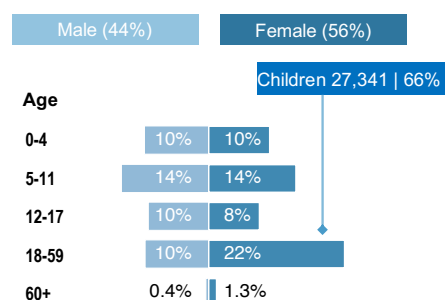 Male (44%) Female (56%)
Children 27,341 | 66%
Age
0-4 10% 10%
5-11 14% 14%
12-17 10% 8%
18-59 10% 22%
60+ 0.4% 1.3%